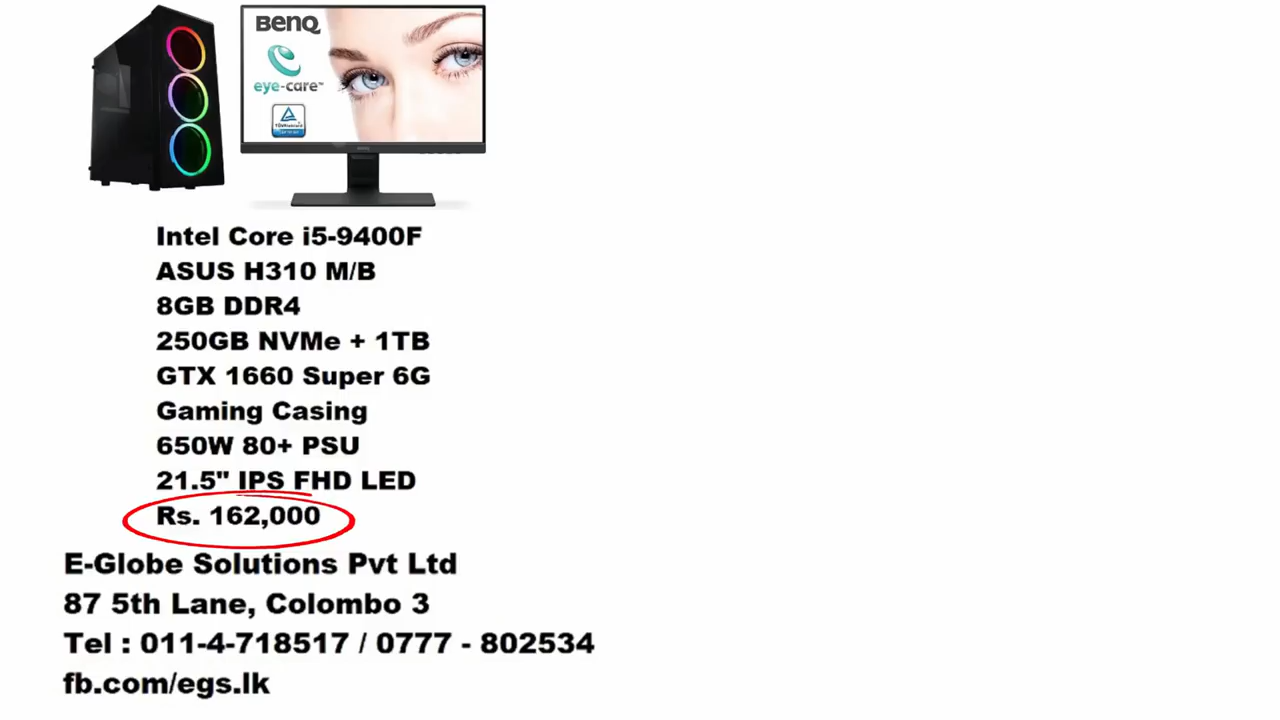 BenQ
eye-care™
Intel Core i5-9400F
ASUS H310 M/B
8GB DDR4
250GB NVMe + 1TB
GTX 1660 Super 6G
Gaming Casing
650W 80+ PSU
21.5" IPS FHD LED
Rs. 162,000
E-Globe Solutions Pvt Ltd
87 5th Lane, Colombo 3
Tel : 011-4-718517 / 0777 - 802534
fb.com/egs.lk